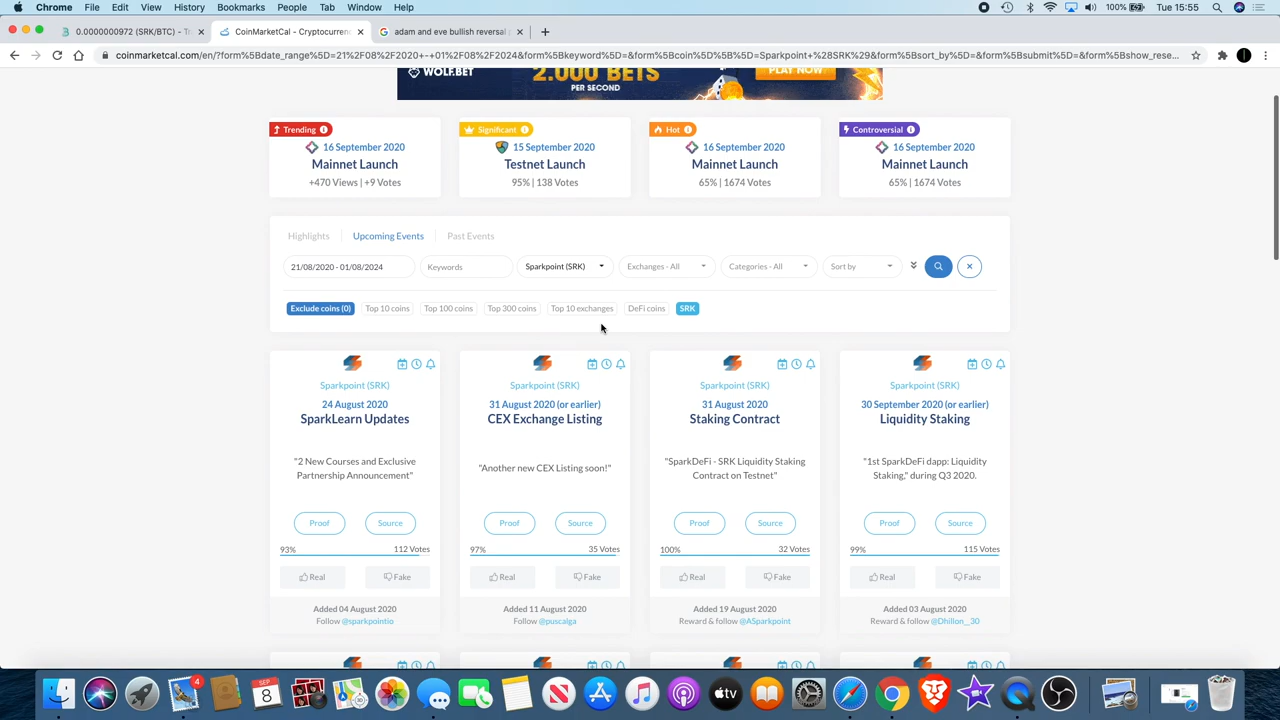 Chrome File Edit View History Bookmarks People Tab Window Help 100% Tue 15:55
0.0000000972 (SRK/BTC) - Th
CoinMarketCal - Cryptocurrenc
adam and eve bullish reversal p
coinmarketcal.com/en/?form%5Bdate_range%5D=21%2F08%2F2020+-+01%2F08%2F2024&form%5Bkeyword%5D=&form%5Bcoin%5D%5B%5D=Sparkpoint+%28SRK%29&form%5Bsort_by%5D=&form%5Bsubmit%5D=&form%5Bshow_rese...
WOLF.BET 2.000 BETS PER SECOND PLAY NOW
Trending Significant Hot Controversial
16 September 2020 15 September 2020 16 September 2020 16 September 2020
Mainnet Launch Testnet Launch Mainnet Launch Mainnet Launch
+470 Views | +9 Votes 95% | 138 Votes 65% | 1674 Votes 65% | 1674 Votes
Highlights Upcoming Events Past Events
21/08/2020 - 01/08/2024 Keywords Sparkpoint (SRK) Exchanges - All Categories - All Sort by
Exclude coins (0) Top 10 coins Top 100 coins Top 300 coins Top 10 exchanges DeFi coins SRK
Sparkpoint (SRK) Sparkpoint (SRK) Sparkpoint (SRK) Sparkpoint (SRK)
24 August 2020 31 August 2020 (or earlier) 31 August 2020 30 September 2020 (or earlier)
SparkLearn Updates CEX Exchange Listing Staking Contract Liquidity Staking
"2 New Courses and Exclusive Partnership Announcement"
"Another new CEX Listing soon!"
"SparkDeFi - SRK Liquidity Staking Contract on Testnet"
"1st SparkDeFi dapp: Liquidity Staking," during Q3 2020.
Proof Source Proof Source Proof Source Proof Source
93% 112 Votes 97% 35 Votes 100% 32 Votes 99% 115 Votes
Real Fake Real Fake Real Fake Real Fake
Added 04 August 2020 Added 11 August 2020 Added 19 August 2020 Added 03 August 2020
Follow @sparkpointio Follow @puscalga Reward & follow @ASparkpoint Reward & follow @Dhillon__30
4
SEP
8
tv